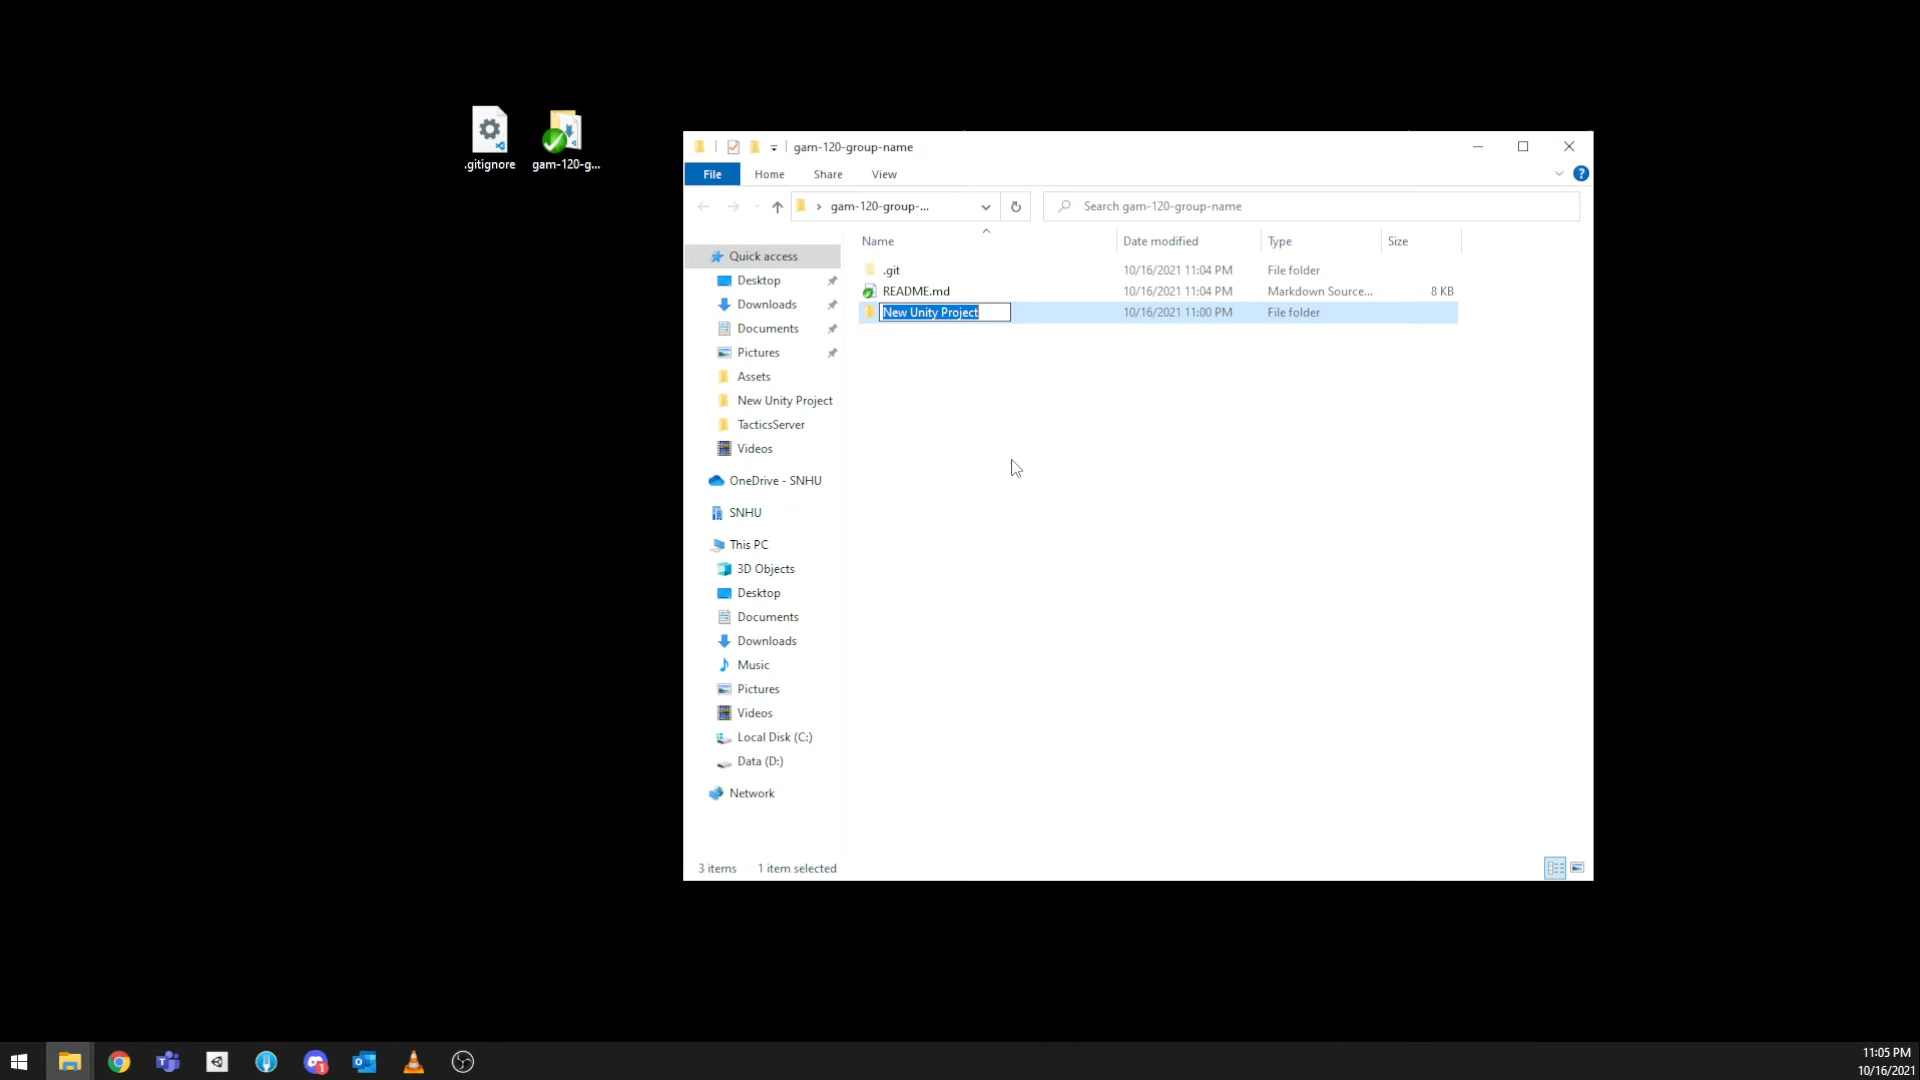 .gitignore
gam-120-g...
gam-120-group-name
File
Home
Share
View
gam-120-group-...
Search gam-120-group-name
Name
Date modified
Type
Size
.git
10/16/2021 11:04 PM
File folder
README.md
10/16/2021 11:04 PM
Markdown Source...
8 KB
New Unity Project
10/16/2021 11:00 PM
File folder
Quick access
Desktop
Downloads
Documents
Pictures
Assets
New Unity Project
TacticsServer
Videos
OneDrive - SNHU
SNHU
This PC
3D Objects
Desktop
Documents
Downloads
Music
Pictures
Videos
Local Disk (C:)
Data (D:)
Network
3 items
1 item selected
11:05 PM
10/16/2021